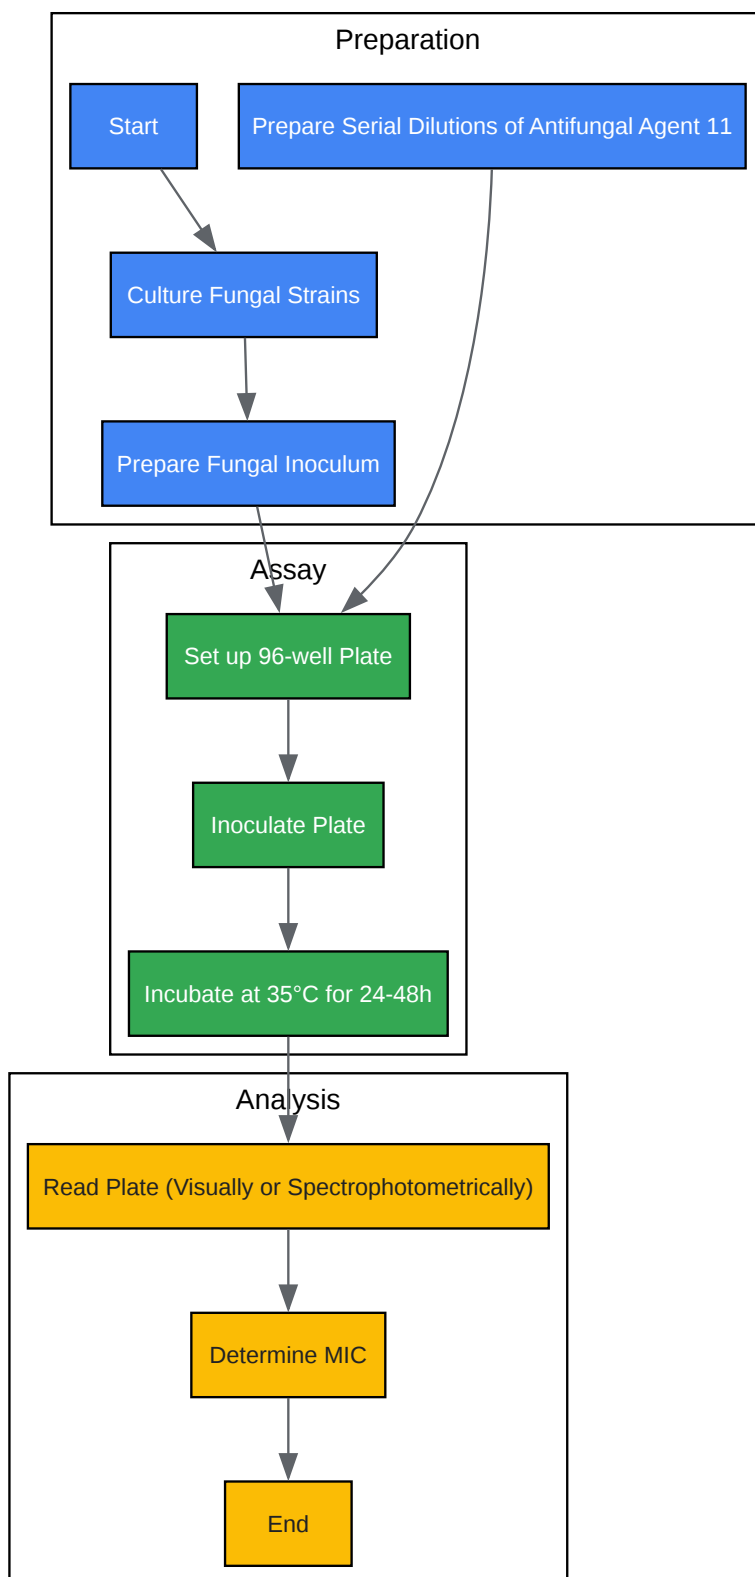 Preparation
Start
Prepare Serial Dilutions of Antifungal Agent 11
Culture Fungal Strains
Prepare Fungal Inoculum
Assay
Set up 96-well Plate
Inoculate Plate
Incubate at 35°C for 24-48h
Analysis
Read Plate (Visually or Spectrophotometrically)
Determine MIC
End